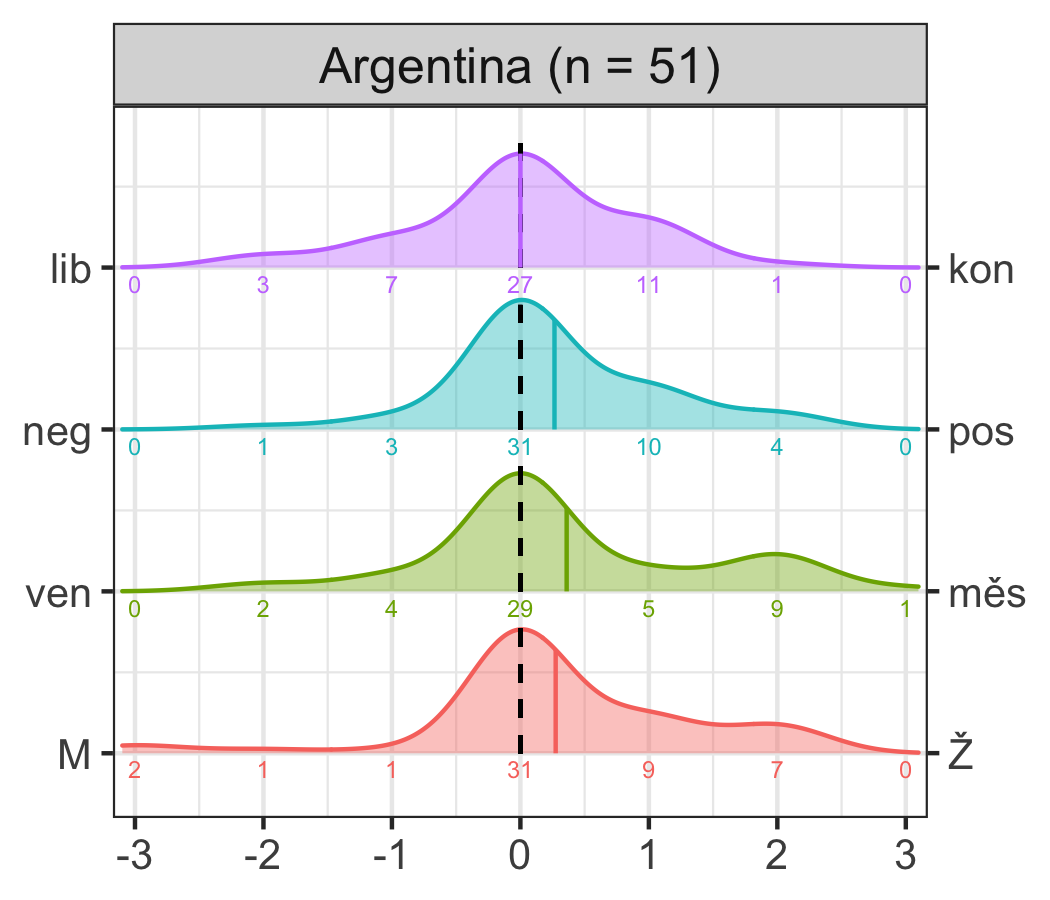 Argentina (n = 51)
lib kon
0 3 7 27 11 1 0
neg pos
0 1 3 31 10 4 0
ven měs
0 2 4 29 5 9 1
M Ž
2 1 1 31 9 7 0
-3 -2 -1 0 1 2 3